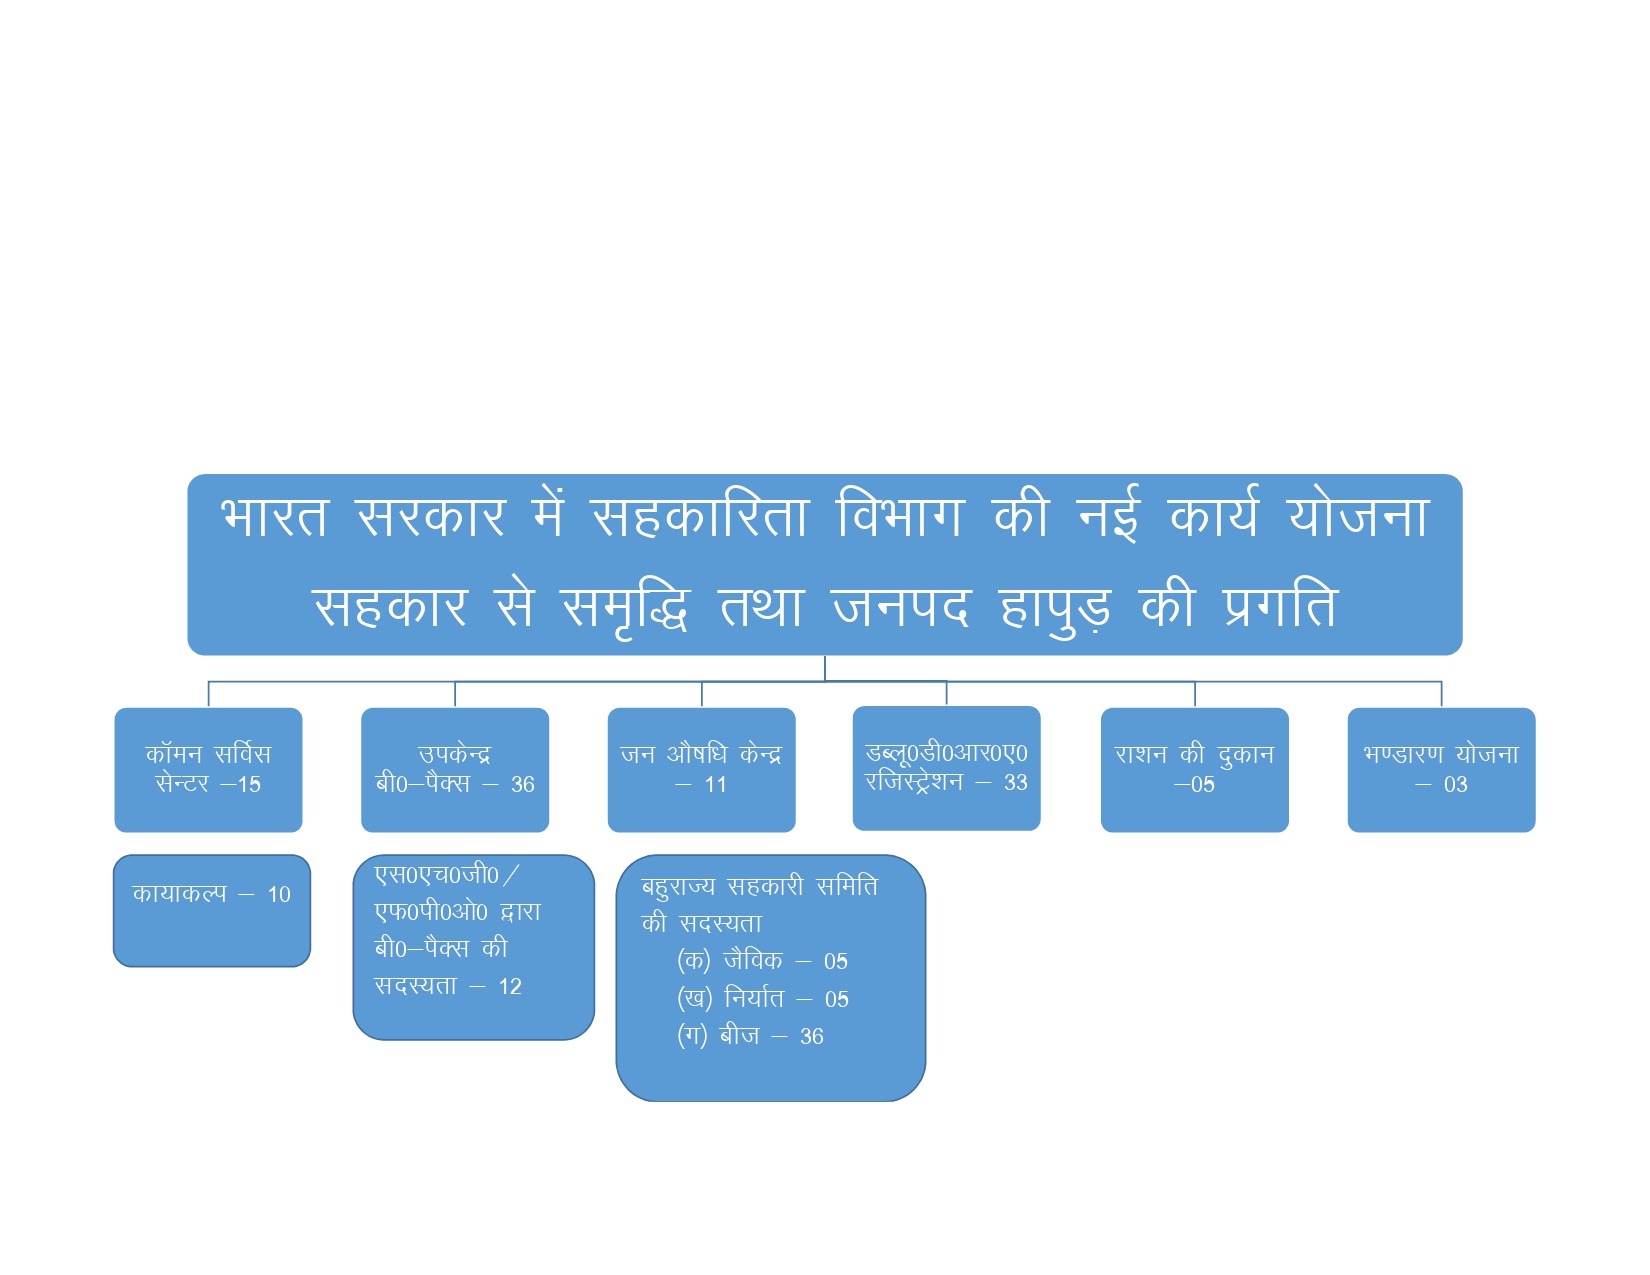 भारत सरकार में सहकारिता विभाग की नई कार्य योजना
सहकार से समृद्धि तथा जनपद हापुड़ की प्रगति
कॉमन सर्विस
सेन्टर –15
उपकेन्द्र
बी0–पैक्स – 36
जन औषधि केन्द्र
– 11
डब्लू0डी0आर0ए0
रजिस्ट्रेशन – 33
राशन की दुकान
–05
भण्डारण योजना
– 03
कायाकल्प – 10
एस0एच0जी0/
एफ0पी0ओ0 द्वारा
बी0–पैक्स की
सदस्यता – 12
बहुराज्य सहकारी समिति
की सदस्यता
(क) जैविक – 05
(ख) निर्यात – 05
(ग) बीज – 36